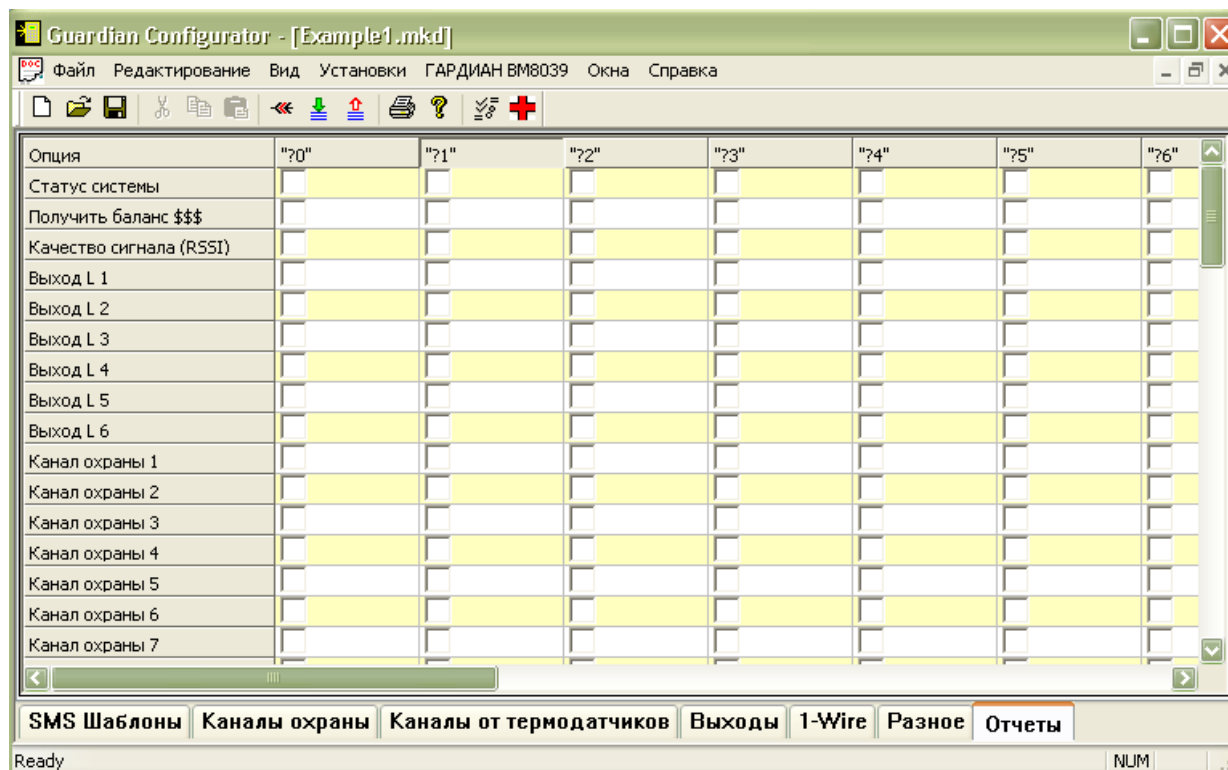 Guardian Configurator - [Example1.mkd]
DOC Файл Редактирование Вид Установки ГАРДИАН ВМ8039 Окна Справка
Опция "?0" "?1" "?2" "?3" "?4" "?5" "?6"
Статус системы
Получить баланс $$$
Качество сигнала (RSSI)
Выход L 1
Выход L 2
Выход L 3
Выход L 4
Выход L 5
Выход L 6
Канал охраны 1
Канал охраны 2
Канал охраны 3
Канал охраны 4
Канал охраны 5
Канал охраны 6
Канал охраны 7
SMS Шаблоны Каналы охраны Каналы от термодатчиков Выходы 1-Wire Разное Отчеты
Ready NUM